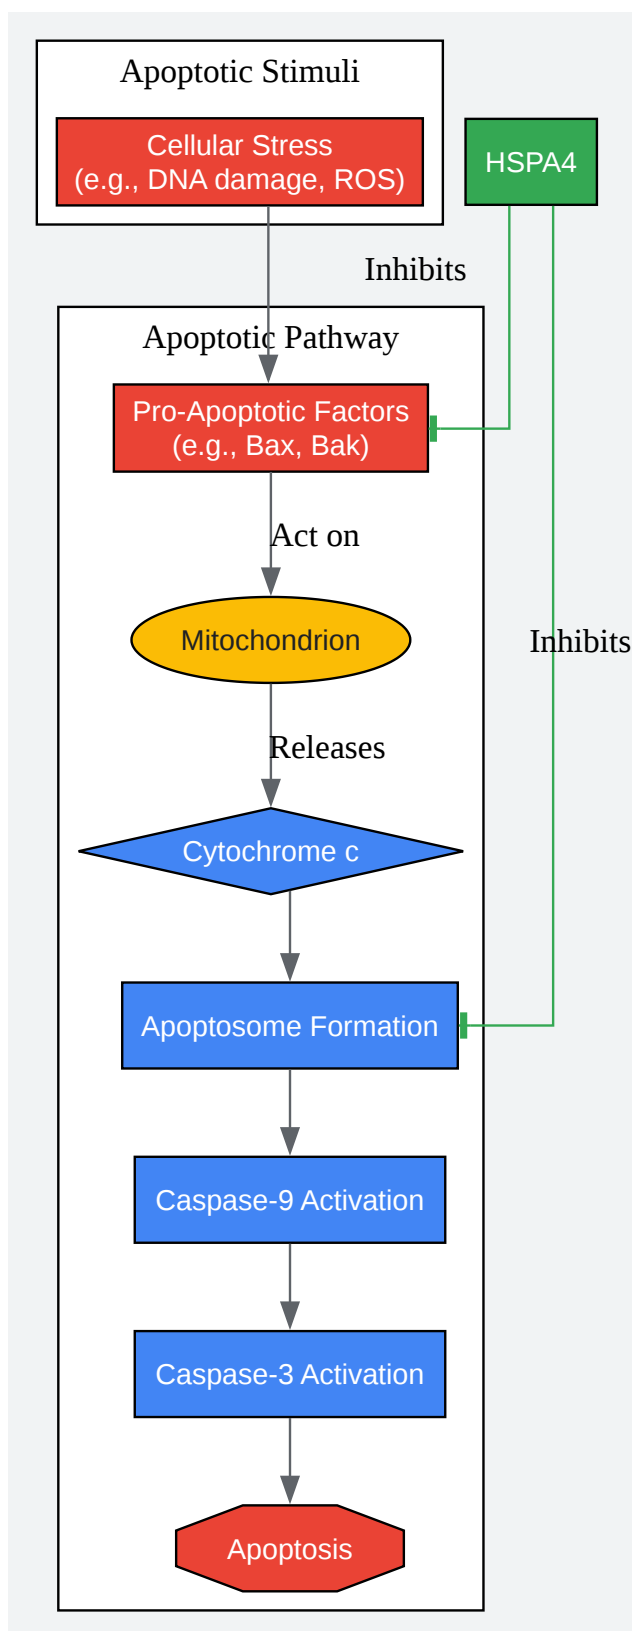 Apoptotic Stimuli
Cellular Stress
(e.g., DNA damage, ROS)
HSPA4
Inhibits
Apoptotic Pathway
Pro-Apoptotic Factors
(e.g., Bax, Bak)
Act on
Mitochondrion
Inhibits
Releases
Cytochrome c
Apoptosome Formation
Caspase-9 Activation
Caspase-3 Activation
Apoptosis